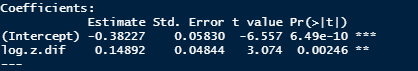 Coefficients:
Estimate Std. Error t value Pr(>|t|)
(Intercept) -0.38227 0.05830 -6.557 6.49e-10 ***
log.z.dif 0.14892 0.04844 3.074 0.00246 **
---